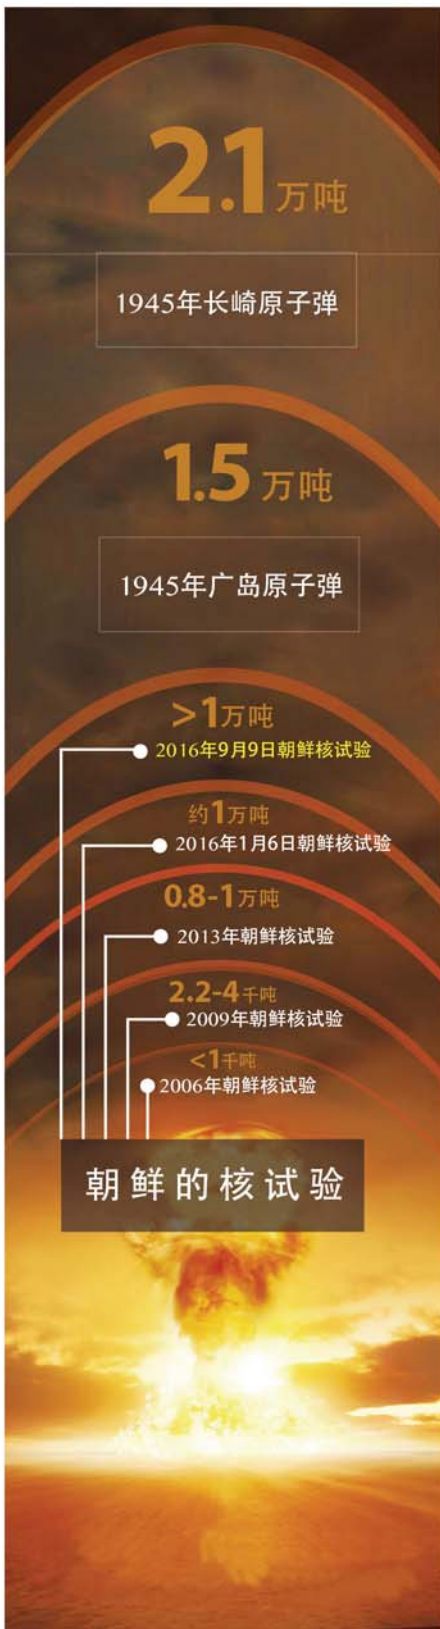 2.1万吨
1945年长崎原子弹
1.5万吨
1945年广岛原子弹
>1万吨
2016年9月9日朝鲜核试验
约1万吨
2016年1月6日朝鲜核试验
0.8-1万吨
2013年朝鲜核试验
2.2-4千吨
2009年朝鲜核试验
<1千吨
2006年朝鲜核试验
朝鲜的核试验